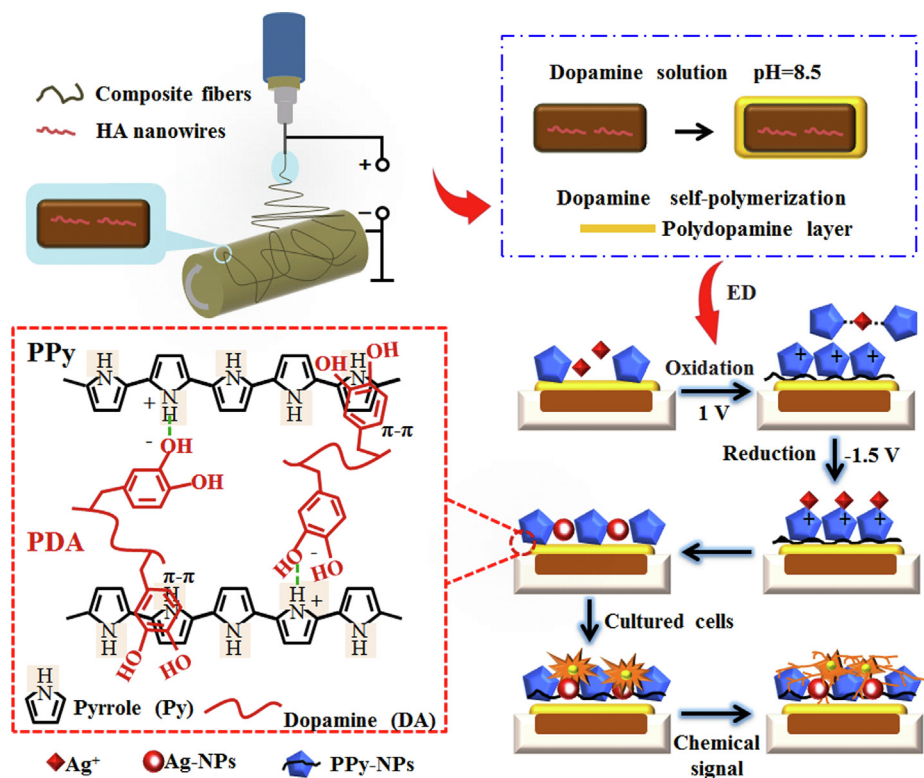 Composite fibers
HA nanowires
+
−
Dopamine solution pH=8.5
Dopamine self-polymerization
Polydopamine layer
ED
Oxidation
1 V
+ + +
Reduction
-1.5 V
+ + +
Cultured cells
Chemical
signal
PPy
H
N
N
H
H
N
N
H
H
N
+
-
OH
OH
OH
OH
π-π
PDA
HO
HO
-
π-π
H
N
N
H
H
N
+
N
H
N
H
HO
HO
H
N
Pyrrole (Py)
Dopamine (DA)
Ag⁺
Ag-NPs
PPy-NPs